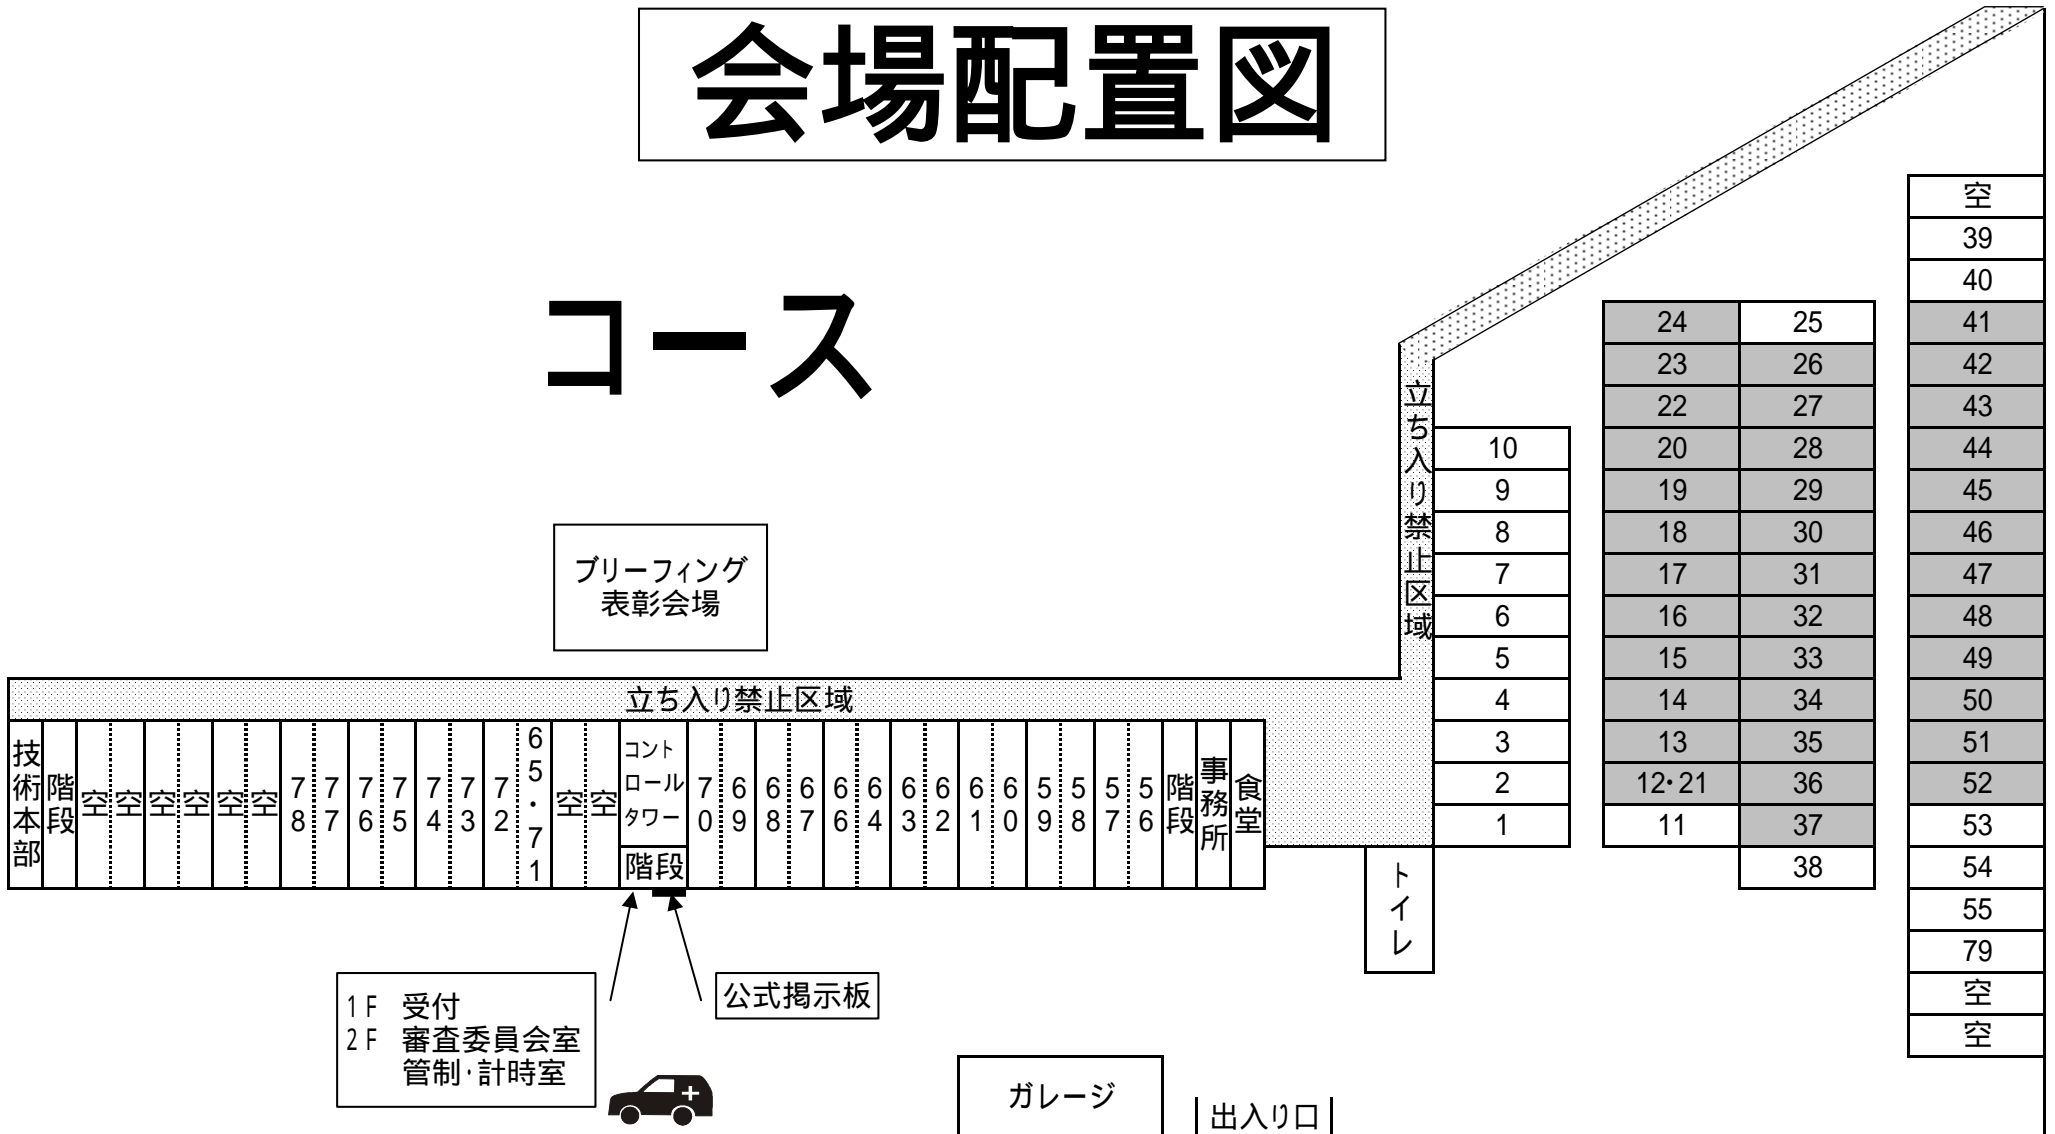 会場配置図
コース
ブリーフィング
表彰会場
立ち入り禁止区域
立ち入り禁止区域
技術本部
階段
空
空
空
空
空
空
78
77
76
75
74
73
72
65・71
空
空
コント
ロール
タワー
階段
70
69
68
67
66
64
63
62
61
60
59
58
57
56
階段
事務所
食堂
トイレ
10
9
8
7
6
5
4
3
2
1
24
23
22
20
19
18
17
16
15
14
13
12・21
11
25
26
27
28
29
30
31
32
33
34
35
36
37
38
空
39
40
41
42
43
44
45
46
47
48
49
50
51
52
53
54
55
79
空
空
1F 受付
2F 審査委員会室
管制・計時室
公式掲示板
ガレージ
出入り口